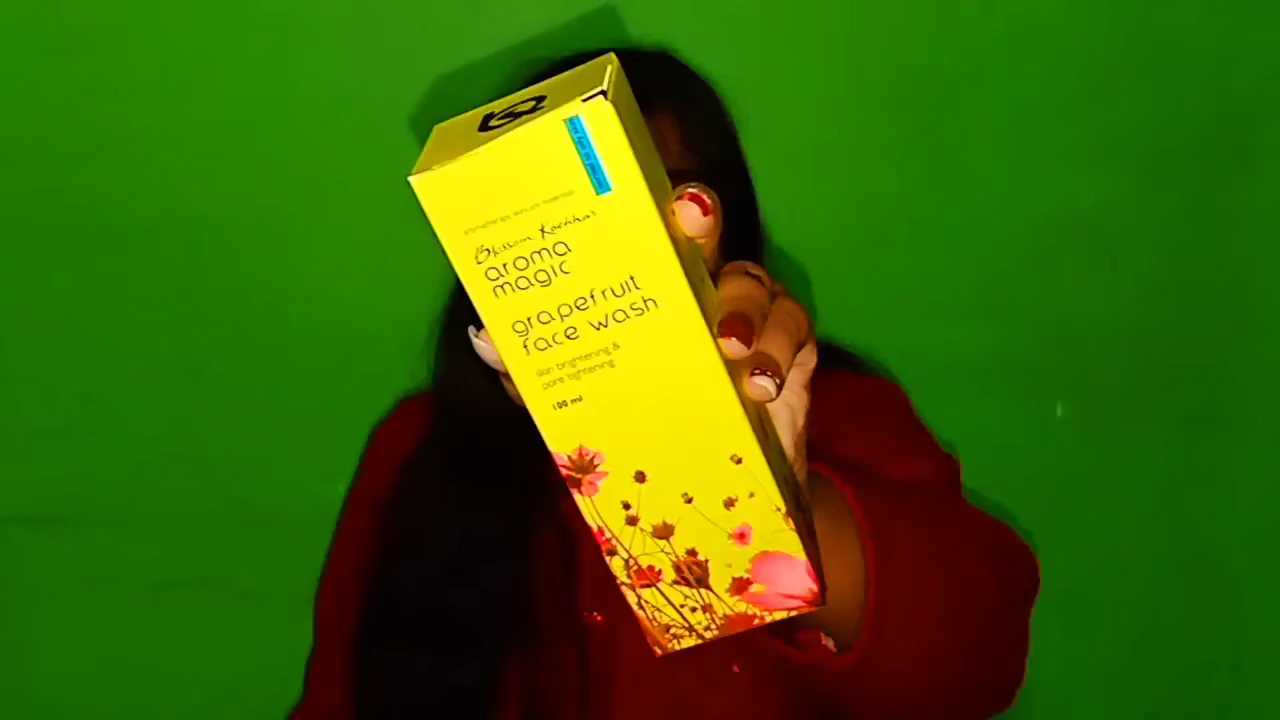 Blossom Kochhar
aroma
magic
grapefruit
face wash
skin brightening &
pore tightening
100 ml